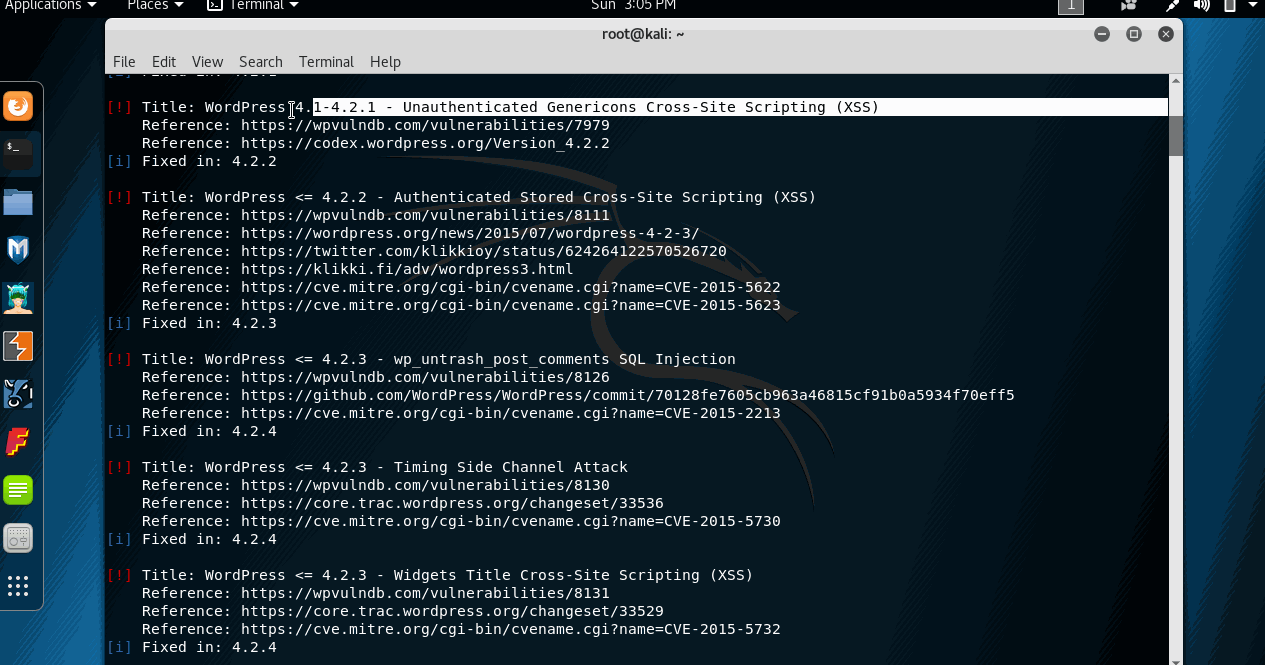 Applications Places Terminal Sun 3:05 PM 1
root@kali: ~
File Edit View Search Terminal Help
[!] Title: WordPress 4.1-4.2.1 - Unauthenticated Genericons Cross-Site Scripting (XSS)
Reference: https://wpvulndb.com/vulnerabilities/7979
Reference: https://codex.wordpress.org/Version_4.2.2
[i] Fixed in: 4.2.2
[!] Title: WordPress <= 4.2.2 - Authenticated Stored Cross-Site Scripting (XSS)
Reference: https://wpvulndb.com/vulnerabilities/8111
Reference: https://wordpress.org/news/2015/07/wordpress-4-2-3/
Reference: https://twitter.com/klikkioy/status/624264122570526720
Reference: https://klikki.fi/adv/wordpress3.html
Reference: https://cve.mitre.org/cgi-bin/cvename.cgi?name=CVE-2015-5622
Reference: https://cve.mitre.org/cgi-bin/cvename.cgi?name=CVE-2015-5623
[i] Fixed in: 4.2.3
[!] Title: WordPress <= 4.2.3 - wp_untrash_post_comments SQL Injection
Reference: https://wpvulndb.com/vulnerabilities/8126
Reference: https://github.com/WordPress/WordPress/commit/70128fe7605cb963a46815cf91b0a5934f70eff5
Reference: https://cve.mitre.org/cgi-bin/cvename.cgi?name=CVE-2015-2213
[i] Fixed in: 4.2.4
[!] Title: WordPress <= 4.2.3 - Timing Side Channel Attack
Reference: https://wpvulndb.com/vulnerabilities/8130
Reference: https://core.trac.wordpress.org/changeset/33536
Reference: https://cve.mitre.org/cgi-bin/cvename.cgi?name=CVE-2015-5730
[i] Fixed in: 4.2.4
[!] Title: WordPress <= 4.2.3 - Widgets Title Cross-Site Scripting (XSS)
Reference: https://wpvulndb.com/vulnerabilities/8131
Reference: https://core.trac.wordpress.org/changeset/33529
Reference: https://cve.mitre.org/cgi-bin/cvename.cgi?name=CVE-2015-5732
[i] Fixed in: 4.2.4